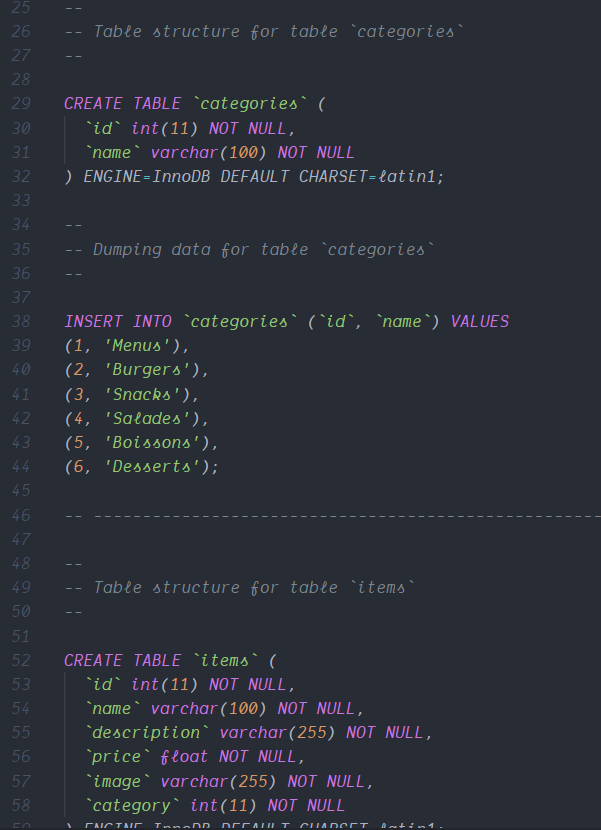 25 --
26 -- Table structure for table `categories`
27 --
28
29 CREATE TABLE `categories` (
30 `id` int(11) NOT NULL,
31 `name` varchar(100) NOT NULL
32 ) ENGINE=InnoDB DEFAULT CHARSET=latin1;
33
34 --
35 -- Dumping data for table `categories`
36 --
37
38 INSERT INTO `categories` (`id`, `name`) VALUES
39 (1, 'Menus'),
40 (2, 'Burgers'),
41 (3, 'Snacks'),
42 (4, 'Salades'),
43 (5, 'Boissons'),
44 (6, 'Desserts');
45
46 -- ----------------------------------------------------
47
48 --
49 -- Table structure for table `items`
50 --
51
52 CREATE TABLE `items` (
53 `id` int(11) NOT NULL,
54 `name` varchar(100) NOT NULL,
55 `description` varchar(255) NOT NULL,
56 `price` float NOT NULL,
57 `image` varchar(255) NOT NULL,
58 `category` int(11) NOT NULL
59 ) ENGINE=InnoDB DEFAULT CHARSET=latin1;